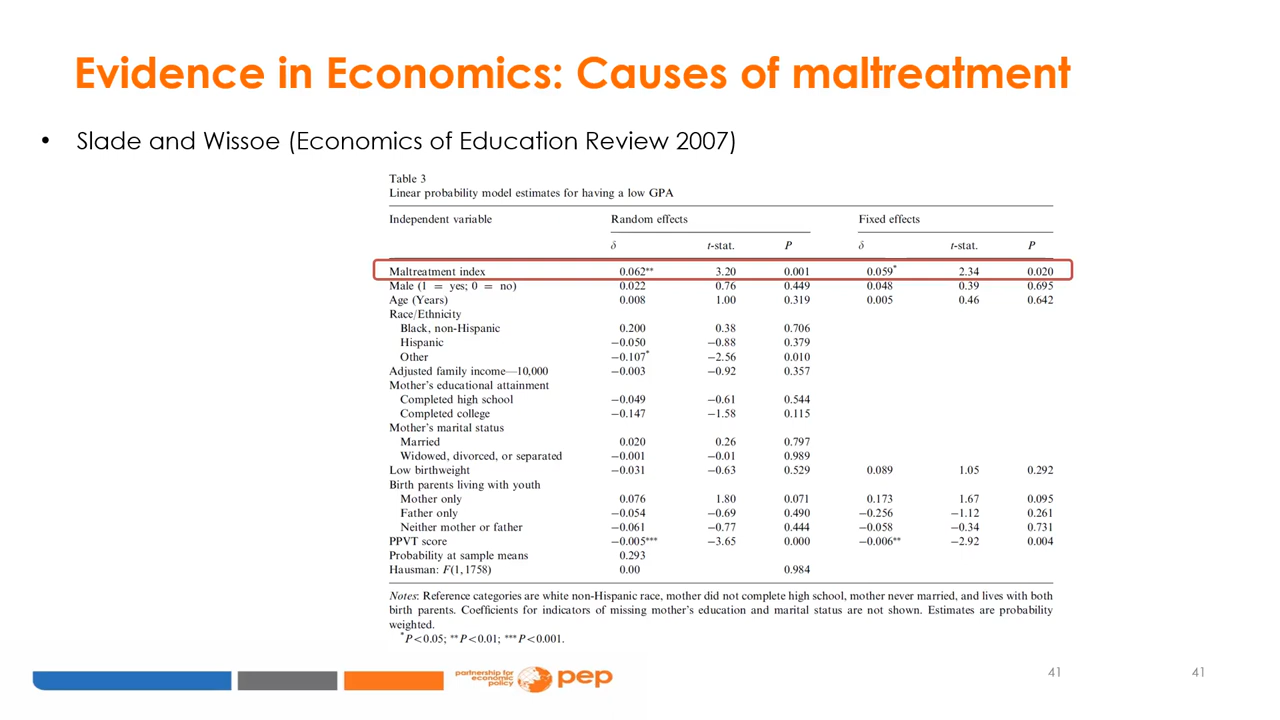 Evidence in Economics: Causes of maltreatment
• Slade and Wissoe (Economics of Education Review 2007)
Table 3
Linear probability model estimates for having a low GPA
Independent variable Random effects Fixed effects
δ t-stat. P δ t-stat. P
Maltreatment index 0.062** 3.20 0.001 0.059* 2.34 0.020
Male (1 = yes; 0 = no) 0.022 0.76 0.449 0.048 0.39 0.695
Age (Years) 0.008 1.00 0.319 0.005 0.46 0.642
Race/Ethnicity
Black, non-Hispanic 0.200 0.38 0.706
Hispanic −0.050 −0.88 0.379
Other −0.107* −2.56 0.010
Adjusted family income—10,000 −0.003 −0.92 0.357
Mother's educational attainment
Completed high school −0.049 −0.61 0.544
Completed college −0.147 −1.58 0.115
Mother's marital status
Married 0.020 0.26 0.797
Widowed, divorced, or separated −0.001 −0.01 0.989
Low birthweight −0.031 −0.63 0.529 0.089 1.05 0.292
Birth parents living with youth
Mother only 0.076 1.80 0.071 0.173 1.67 0.095
Father only −0.054 −0.69 0.490 −0.256 −1.12 0.261
Neither mother or father −0.061 −0.77 0.444 −0.058 −0.34 0.731
PPVT score −0.005*** −3.65 0.000 −0.006** −2.92 0.004
Probability at sample means 0.293
Hausman: F(1, 1758) 0.00 0.984
Notes: Reference categories are white non-Hispanic race, mother did not complete high school, mother never married, and lives with both
birth parents. Coefficients for indicators of missing mother's education and marital status are not shown. Estimates are probability
weighted.
*P<0.05; **P<0.01; ***P<0.001.
partnership for
economic
policy
pep
41
41